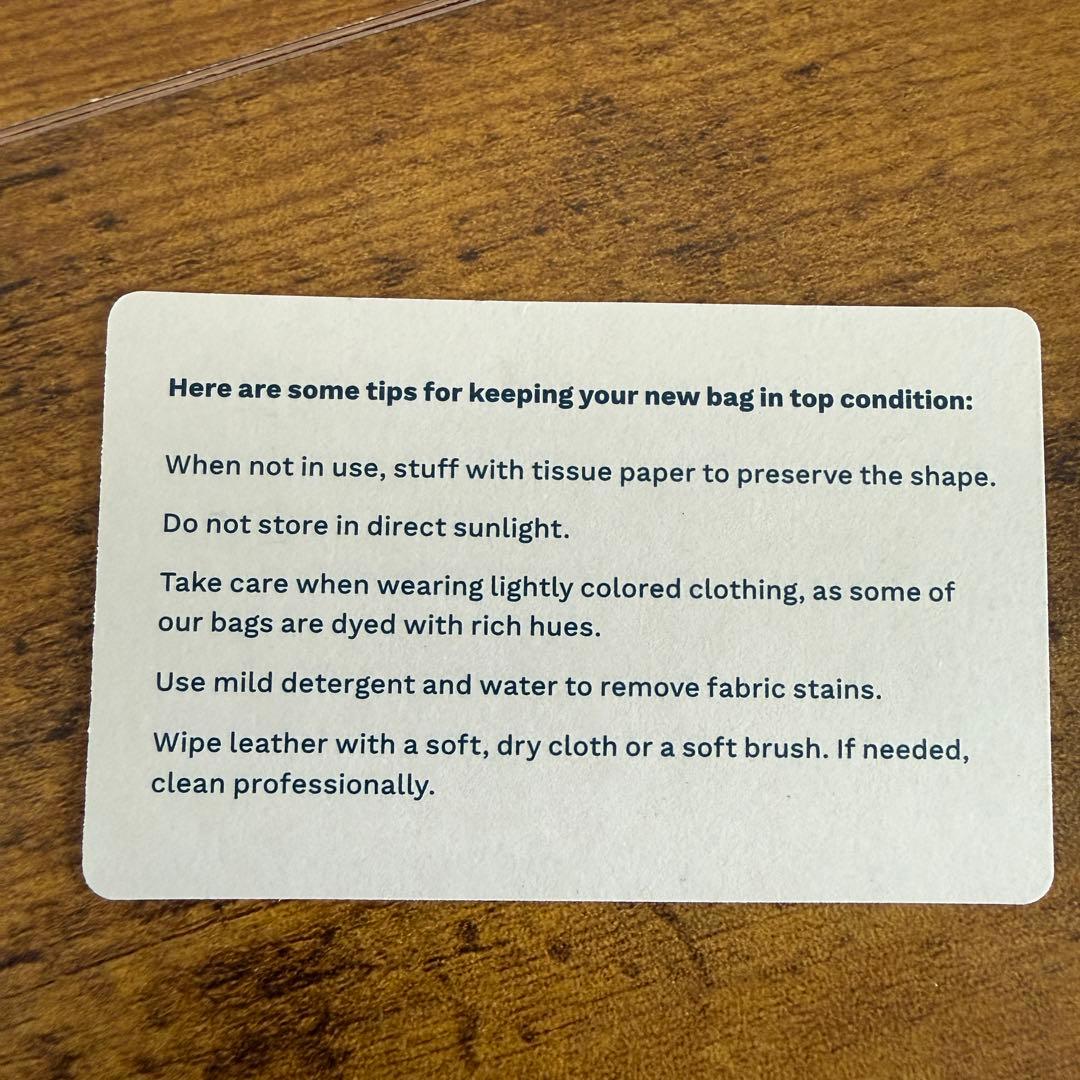 Here are some tips for keeping your new bag in top condition:
When not in use, stuff with tissue paper to preserve the shape.
Do not store in direct sunlight.
Take care when wearing lightly colored clothing, as some of
our bags are dyed with rich hues.
Use mild detergent and water to remove fabric stains.
Wipe leather with a soft, dry cloth or a soft brush. If needed,
clean professionally.